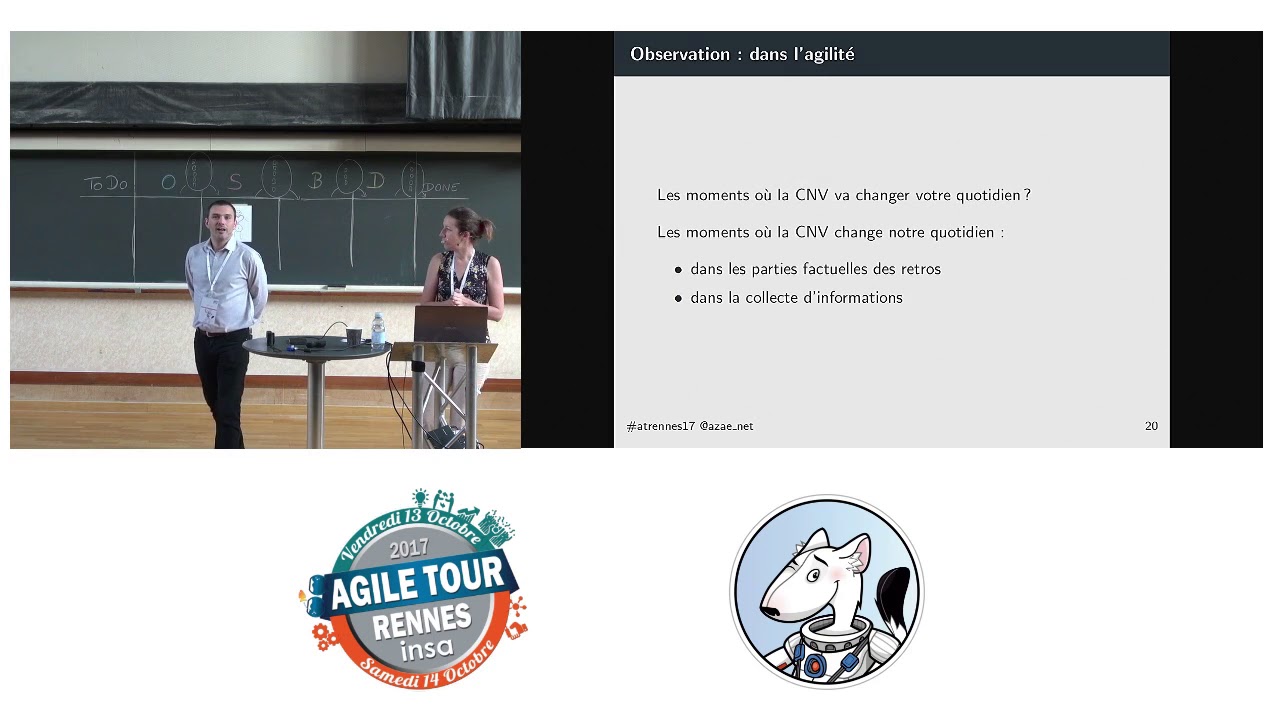 To Do O S B D DONE
Observation : dans l'agilité
Les moments où la CNV va changer votre quotidien ?
Les moments où la CNV change notre quotidien :
• dans les parties factuelles des retros
• dans la collecte d'informations
#atrennes17 @azae_net
20
Vendredi 13 Octobre
2017
AGILE TOUR
RENNES
insa
Samedi 14 Octobre